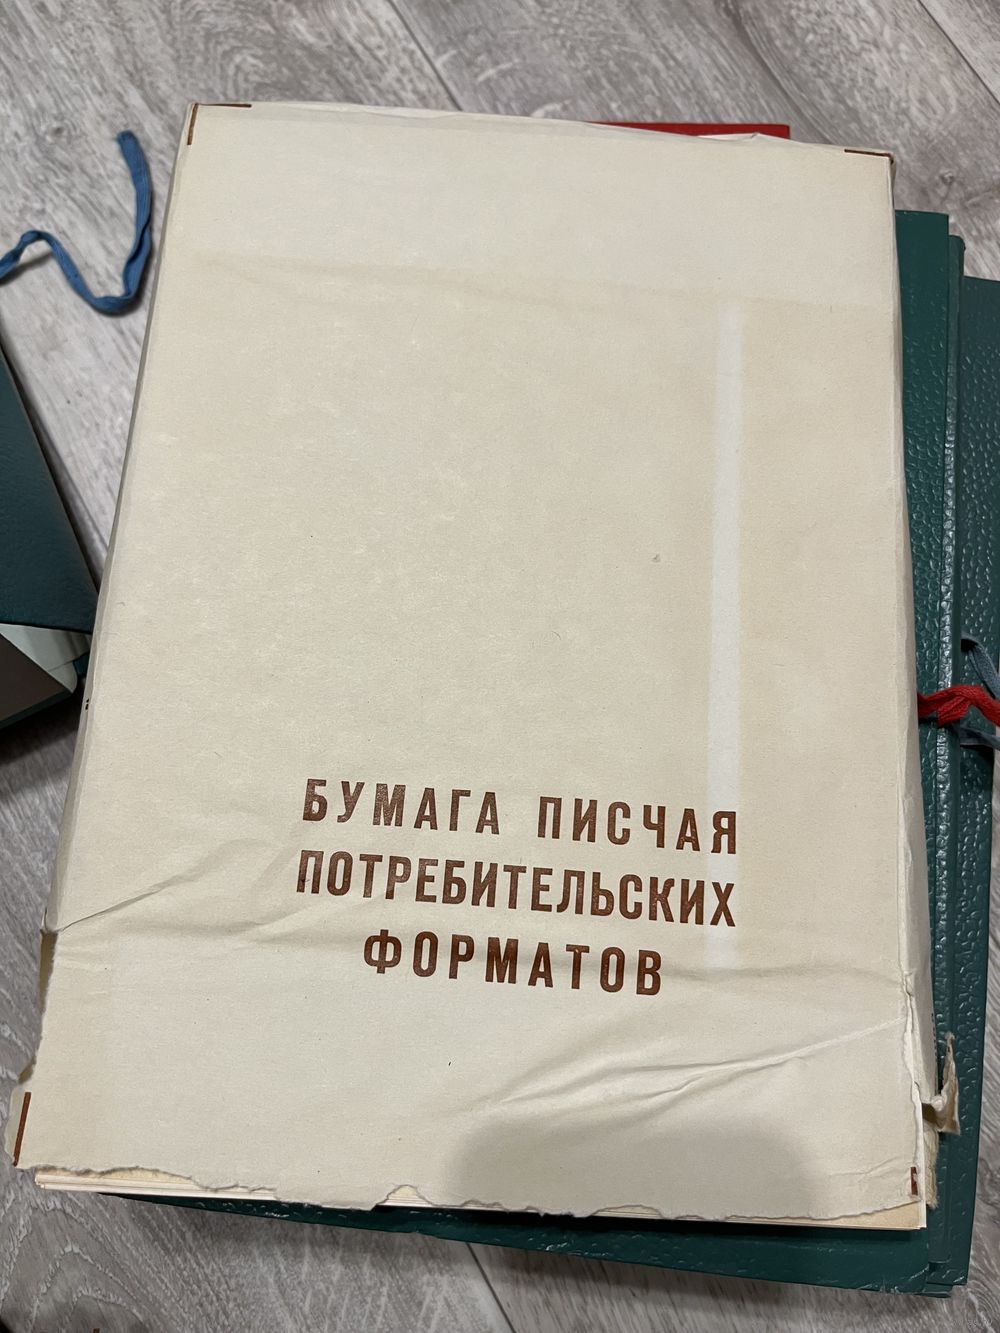 БУМАГА ПИСЧАЯ
ПОТРЕБИТЕЛЬСКИХ
ФОРМАТОВ